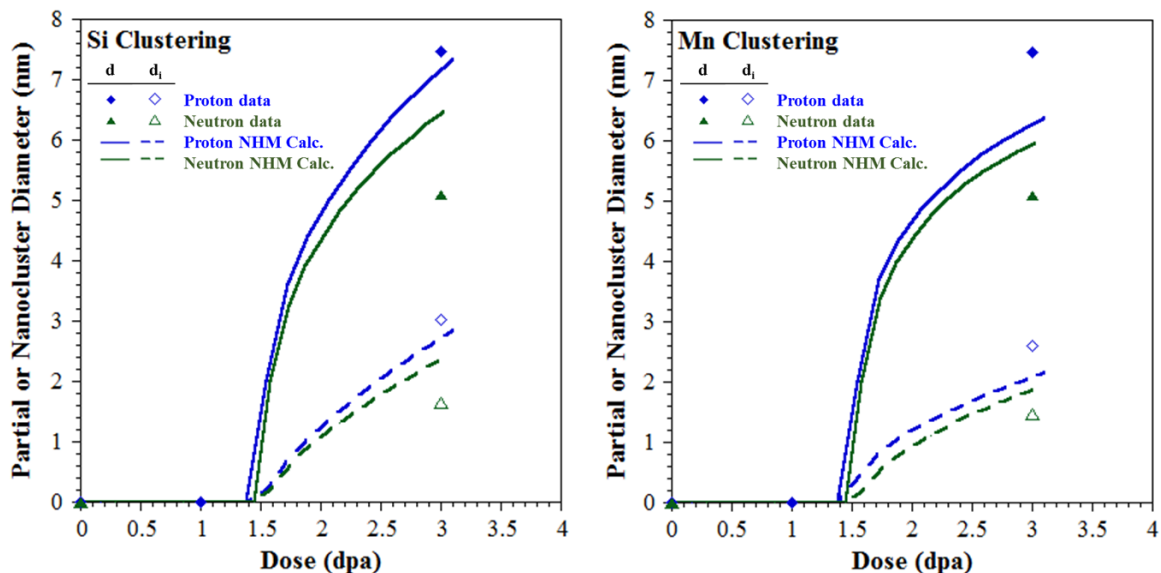 Si Clustering
d dᵢ
Proton data
Neutron data
Proton NHM Calc.
Neutron NHM Calc.
Partial or Nanocluster Diameter (nm)
8
7
6
5
4
3
2
1
0
0 0.5 1 1.5 2 2.5 3 3.5 4
Dose (dpa)
Mn Clustering
d dᵢ
Proton data
Neutron data
Proton NHM Calc.
Neutron NHM Calc.
Partial or Nanocluster Diameter (nm)
8
7
6
5
4
3
2
1
0
0 0.5 1 1.5 2 2.5 3 3.5 4
Dose (dpa)